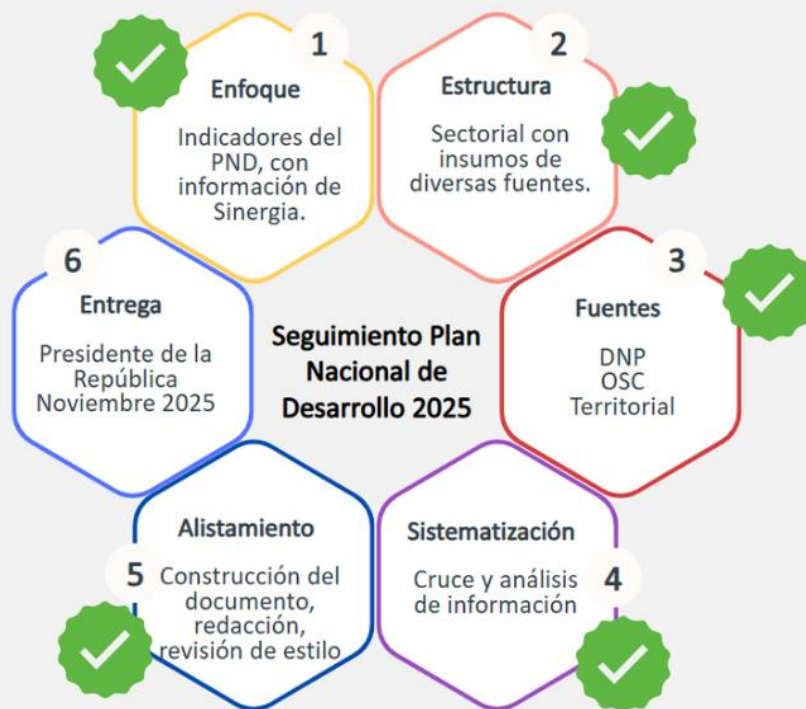 1
Enfoque
Indicadores del
PND, con
información de
Sinergia.
2
Estructura
Sectorial con
insumos de
diversas fuentes.
3
Fuentes
DNP
OSC
Territorial
4
Sistematización
Cruce y análisis
de información
5
Alistamiento
Construcción del
documento,
redacción,
revisión de estilo
6
Entrega
Presidente de la
República
Noviembre 2025
Seguimiento Plan
Nacional de
Desarrollo 2025